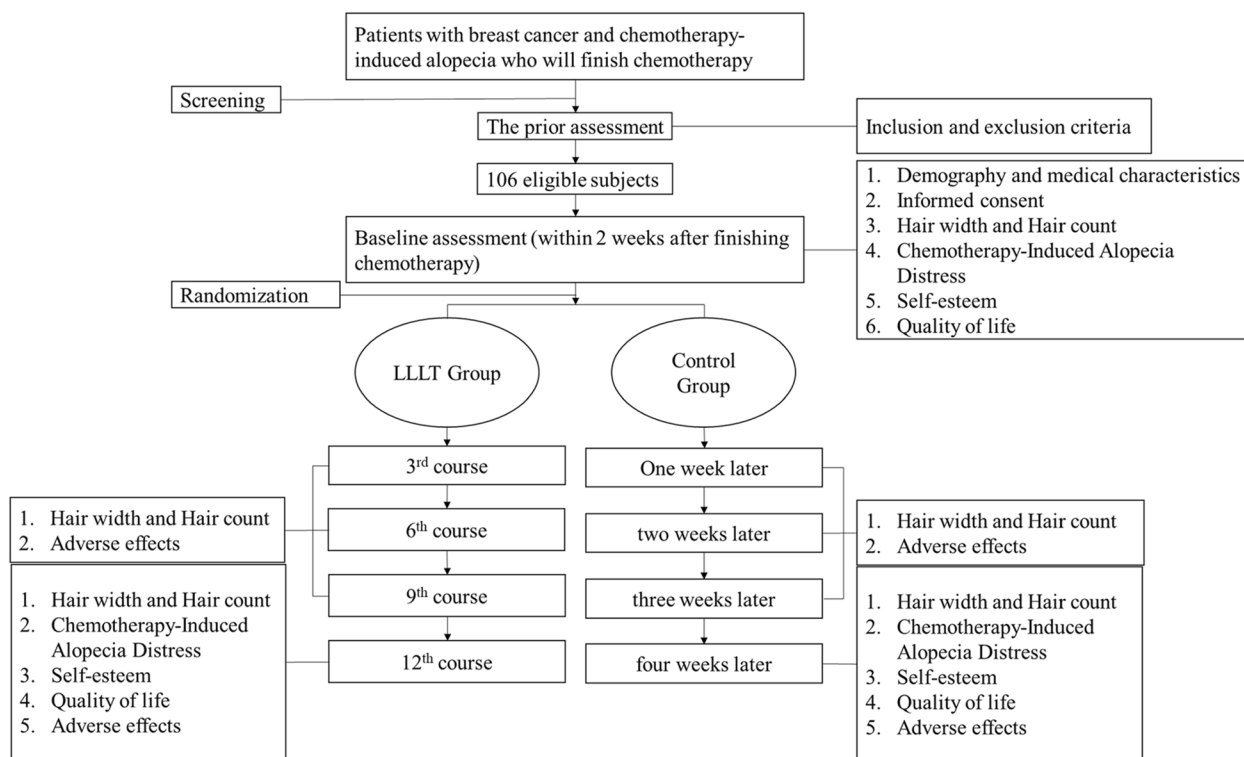 Patients with breast cancer and chemotherapy-
induced alopecia who will finish chemotherapy
Screening
The prior assessment
Inclusion and exclusion criteria
106 eligible subjects
1. Demography and medical characteristics
2. Informed consent
3. Hair width and Hair count
4. Chemotherapy-Induced Alopecia
Distress
5. Self-esteem
6. Quality of life
Baseline assessment (within 2 weeks after finishing
chemotherapy)
Randomization
LLLT Group
Control
Group
3rd course
6th course
9th course
12th course
One week later
two weeks later
three weeks later
four weeks later
1. Hair width and Hair count
2. Adverse effects
1. Hair width and Hair count
2. Chemotherapy-Induced
Alopecia Distress
3. Self-esteem
4. Quality of life
5. Adverse effects
1. Hair width and Hair count
2. Adverse effects
1. Hair width and Hair count
2. Chemotherapy-Induced
Alopecia Distress
3. Self-esteem
4. Quality of life
5. Adverse effects